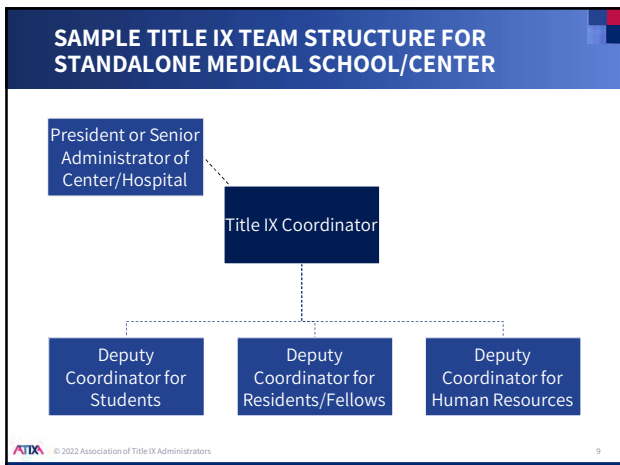 SAMPLE TITLE IX TEAM STRUCTURE FOR
STANDALONE MEDICAL SCHOOL/CENTER
President or Senior
Administrator of
Center/Hospital
Title IX Coordinator
Deputy
Coordinator for
Students
Deputy
Coordinator for
Residents/Fellows
Deputy
Coordinator for
Human Resources
ATIXA
© 2022 Association of Title IX Administrators
9